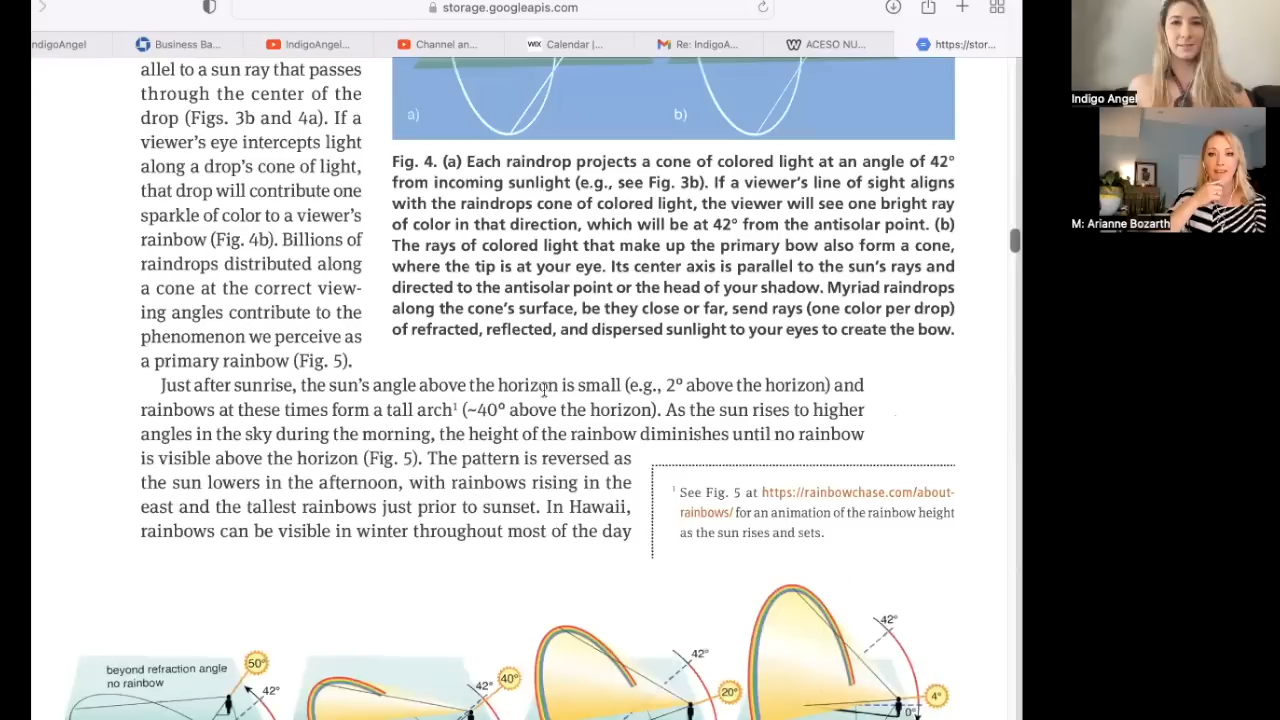 storage.googleapis.com
ndigoAngel
Business Ba...
IndigoAngel...
Channel an...
WIX Calendar |...
Re: IndigoA...
ACESO NU...
https://stor...
Indigo Angel
M: Arianne Bozarth
allel to a sun ray that passes
through the center of the
drop (Figs. 3b and 4a). If a
viewer's eye intercepts light
along a drop's cone of light,
that drop will contribute one
sparkle of color to a viewer's
rainbow (Fig. 4b). Billions of
raindrops distributed along
a cone at the correct view-
ing angles contribute to the
phenomenon we perceive as
a primary rainbow (Fig. 5).
a)
b)
Fig. 4. (a) Each raindrop projects a cone of colored light at an angle of 42°
from incoming sunlight (e.g., see Fig. 3b). If a viewer's line of sight aligns
with the raindrops cone of colored light, the viewer will see one bright ray
of color in that direction, which will be at 42° from the antisolar point. (b)
The rays of colored light that make up the primary bow also form a cone,
where the tip is at your eye. Its center axis is parallel to the sun's rays and
directed to the antisolar point or the head of your shadow. Myriad raindrops
along the cone's surface, be they close or far, send rays (one color per drop)
of refracted, reflected, and dispersed sunlight to your eyes to create the bow.
Just after sunrise, the sun's angle above the horizon is small (e.g., 2° above the horizon) and
rainbows at these times form a tall arch¹ (~40° above the horizon). As the sun rises to higher
angles in the sky during the morning, the height of the rainbow diminishes until no rainbow
is visible above the horizon (Fig. 5). The pattern is reversed as
the sun lowers in the afternoon, with rainbows rising in the
east and the tallest rainbows just prior to sunset. In Hawaii,
rainbows can be visible in winter throughout most of the day
¹ See Fig. 5 at https://rainbowchase.com/about-
rainbows/ for an animation of the rainbow height
as the sun rises and sets.
beyond refraction angle
no rainbow
50°
42°
42°
40°
42°
20°
42°
4°
0°